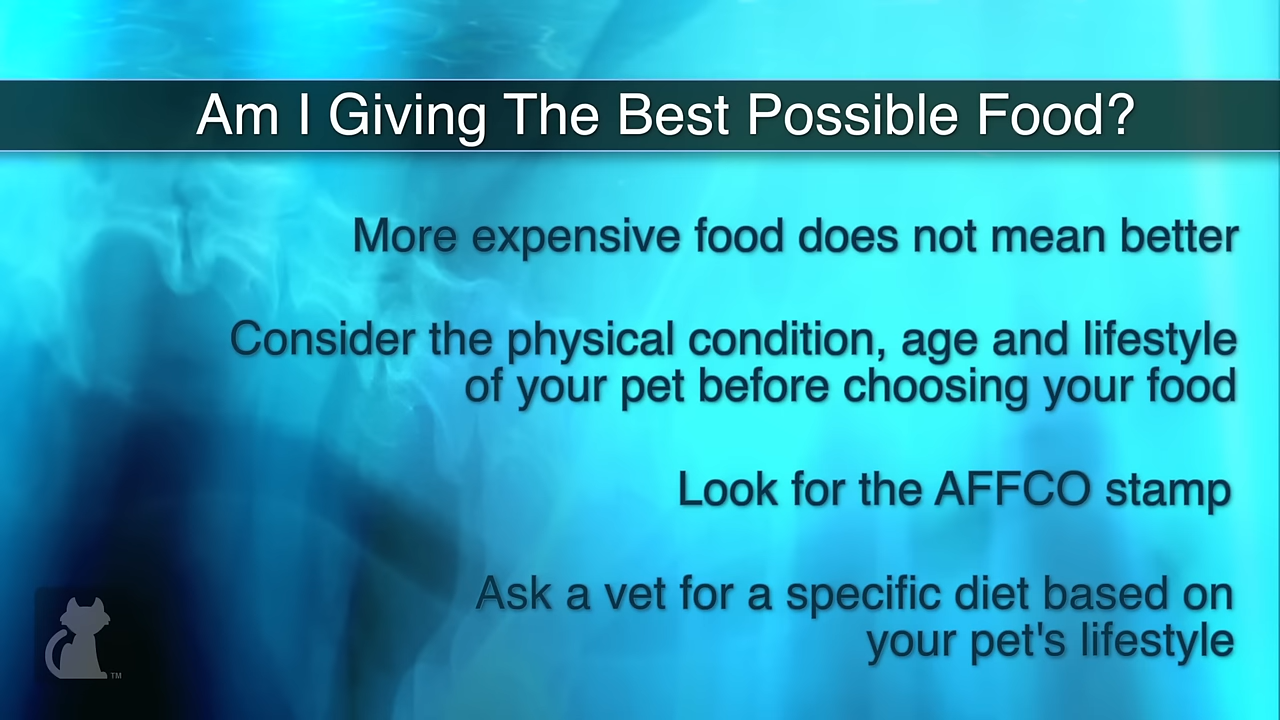 Am I Giving The Best Possible Food?
More expensive food does not mean better
Consider the physical condition, age and lifestyle
of your pet before choosing your food
Look for the AFFCO stamp
Ask a vet for a specific diet based on
your pet's lifestyle
TM